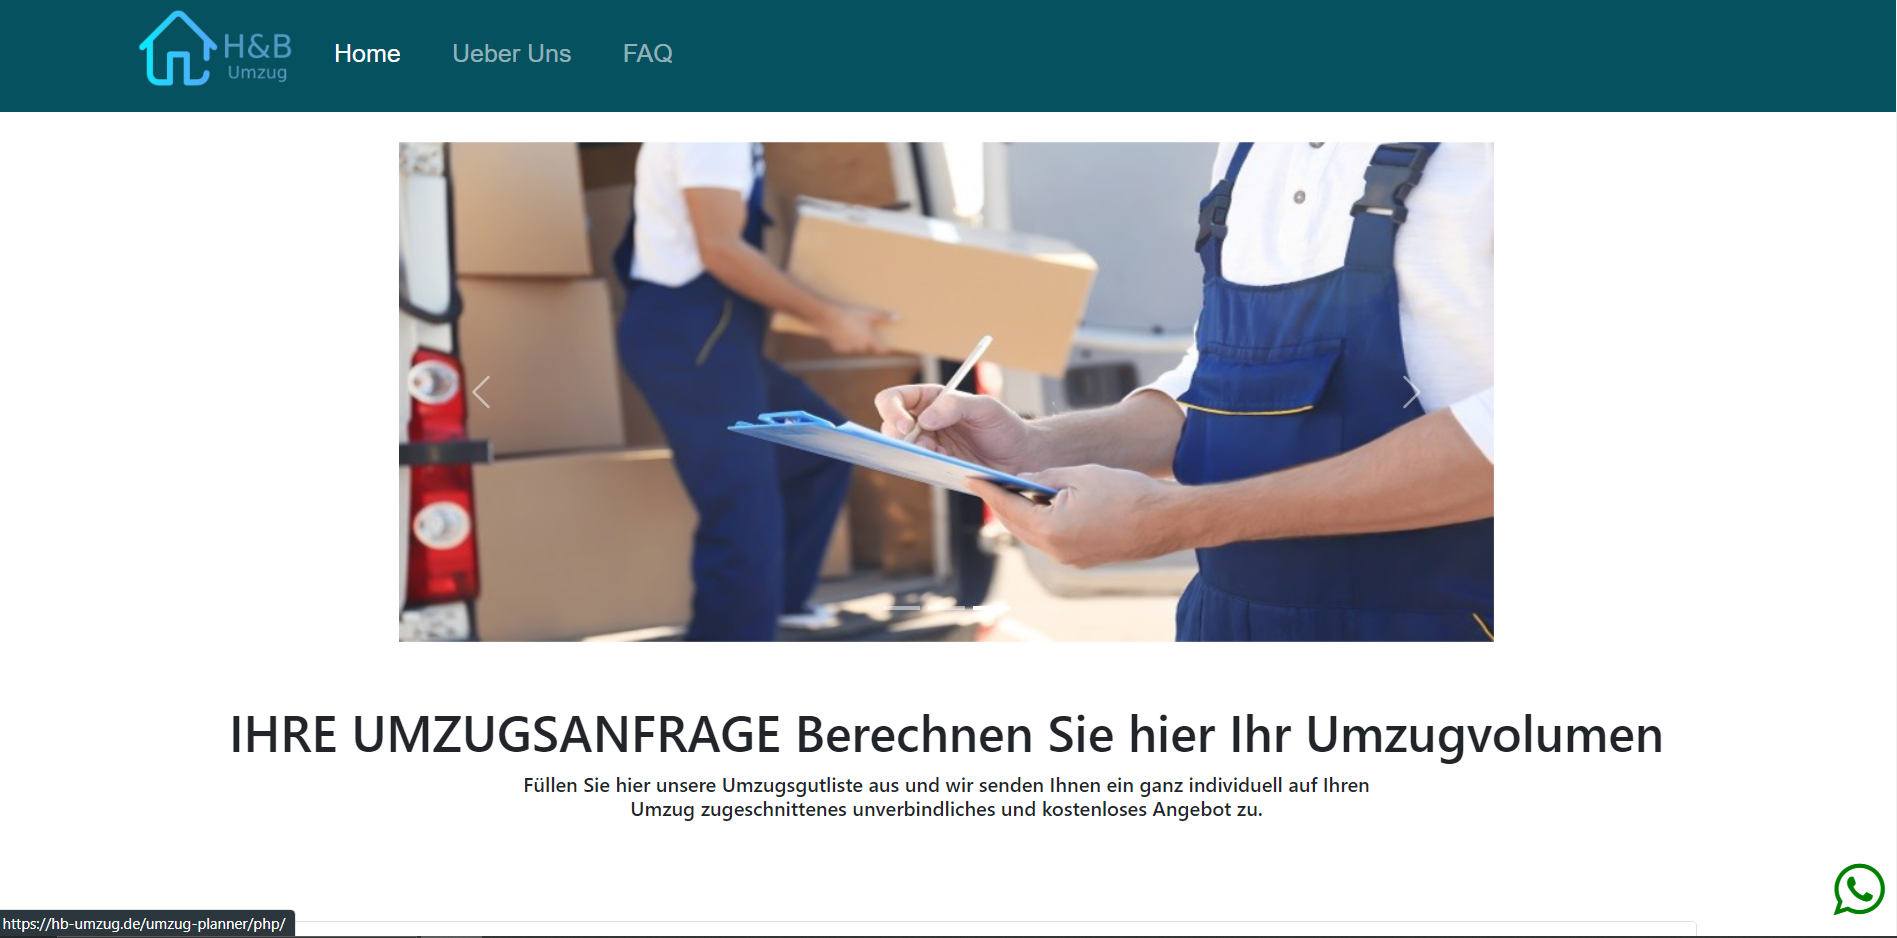 H&B
Umzug
Home
Ueber Uns
FAQ
IHRE UMZUGSANFRAGE Berechnen Sie hier Ihr Umzugvolumen
Füllen Sie hier unsere Umzugsgutliste aus und wir senden Ihnen ein ganz individuell auf Ihren
Umzug zugeschnittenes unverbindliches und kostenloses Angebot zu.
https://hb-umzug.de/umzug-planner/php/